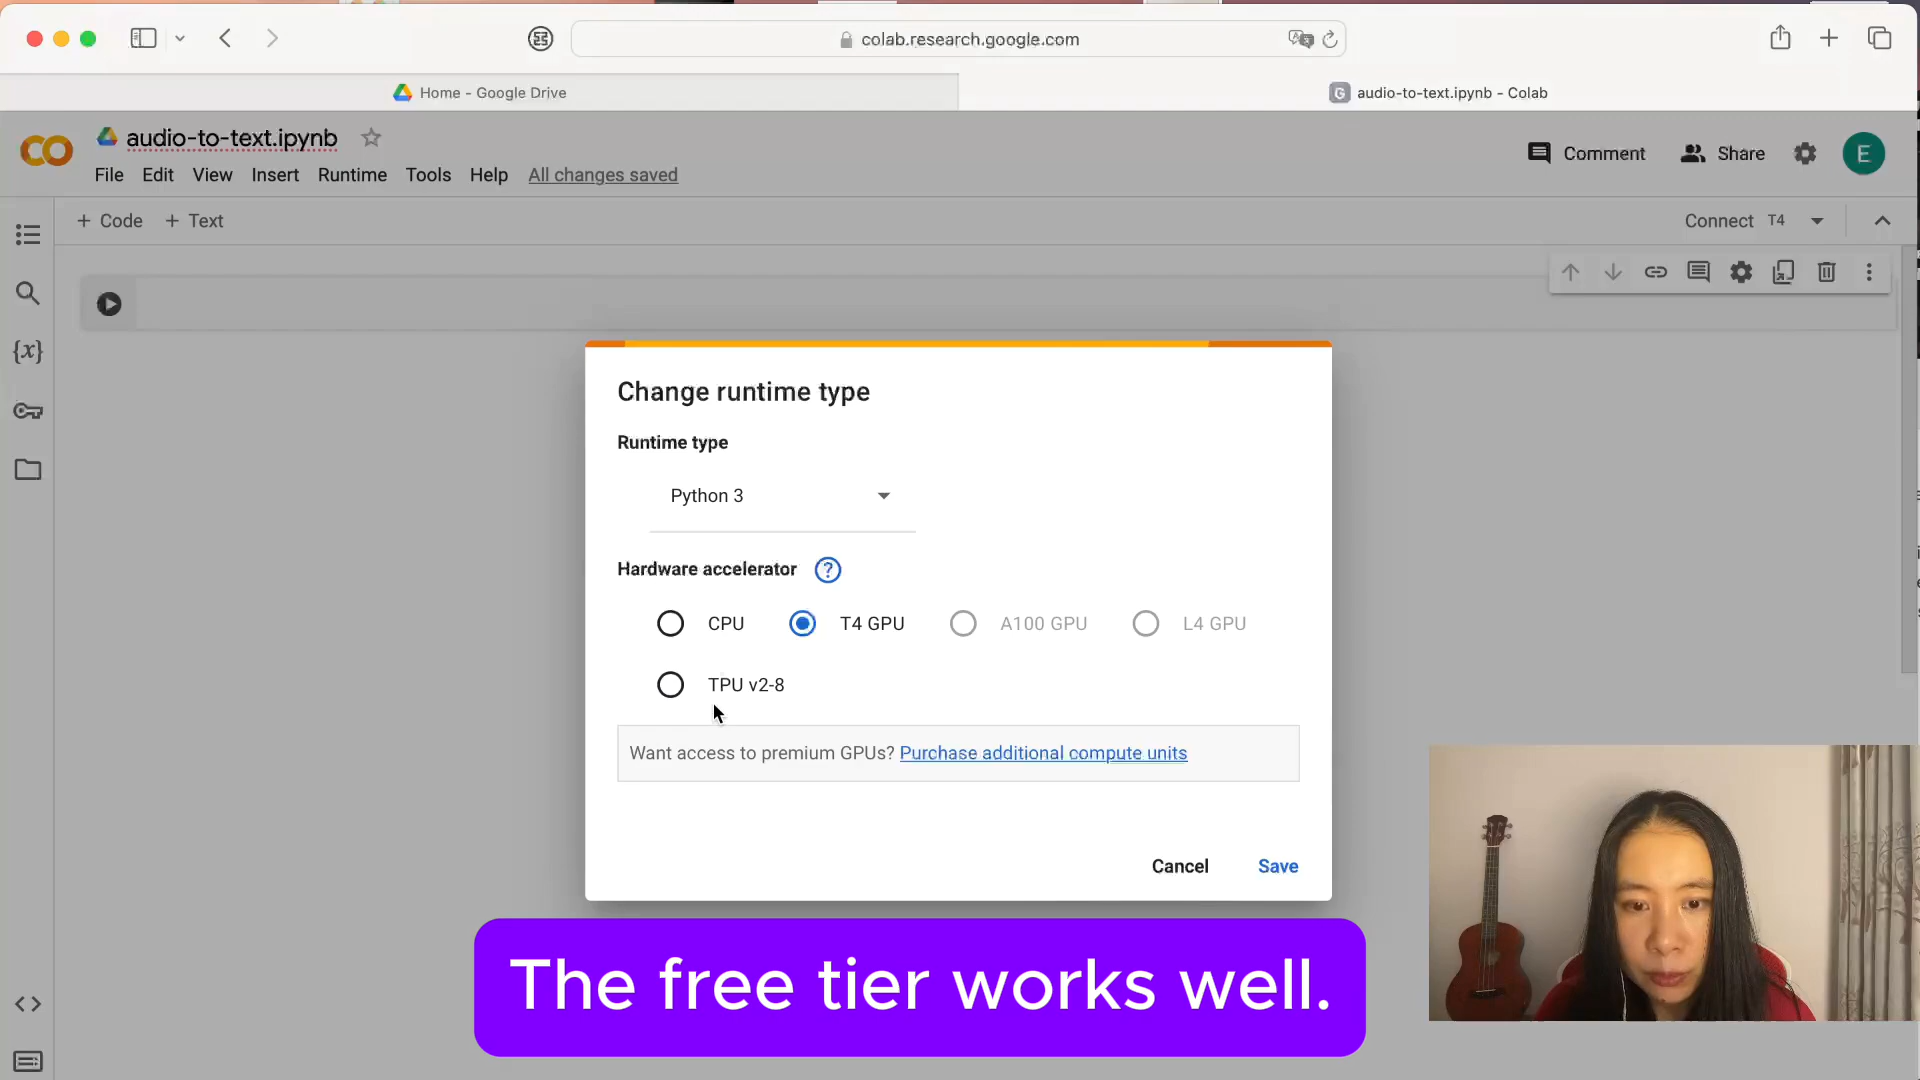 colab.research.google.com
Home - Google Drive
audio-to-text.ipynb - Colab
audio-to-text.ipynb
Comment
Share
E
File Edit View Insert Runtime Tools Help All changes saved
+ Code + Text
Connect T4
{x}
Change runtime type
Runtime type
Python 3
Hardware accelerator ?
CPU T4 GPU A100 GPU L4 GPU
TPU v2-8
Want access to premium GPUs? Purchase additional compute units
Cancel Save
The free tier works well.